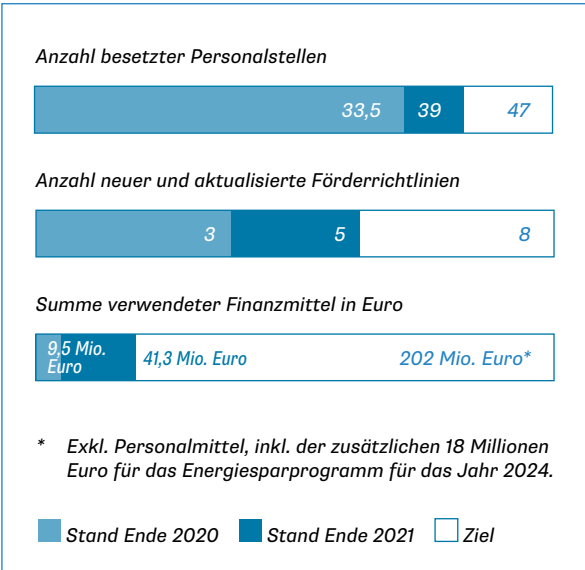 Anzahl besetzter Personalstellen
33,5 39 47
Anzahl neuer und aktualisierte Förderrichtlinien
3 5 8
Summe verwendeter Finanzmittel in Euro
9,5 Mio.
Euro
41,3 Mio. Euro 202 Mio. Euro*
* Exkl. Personalmittel, inkl. der zusätzlichen 18 Millionen
Euro für das Energiesparprogramm für das Jahr 2024.
Stand Ende 2020 Stand Ende 2021 Ziel